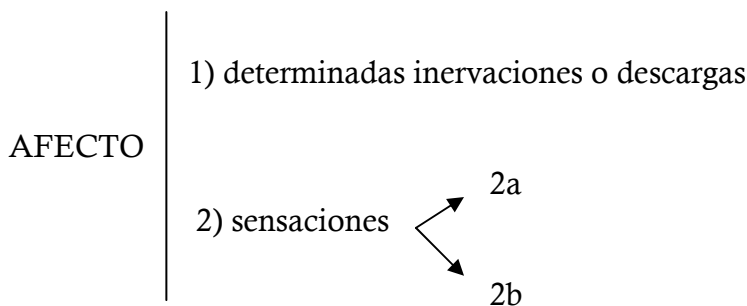 1) determinadas inervaciones o descargas
AFECTO
2a
2) sensaciones
2b